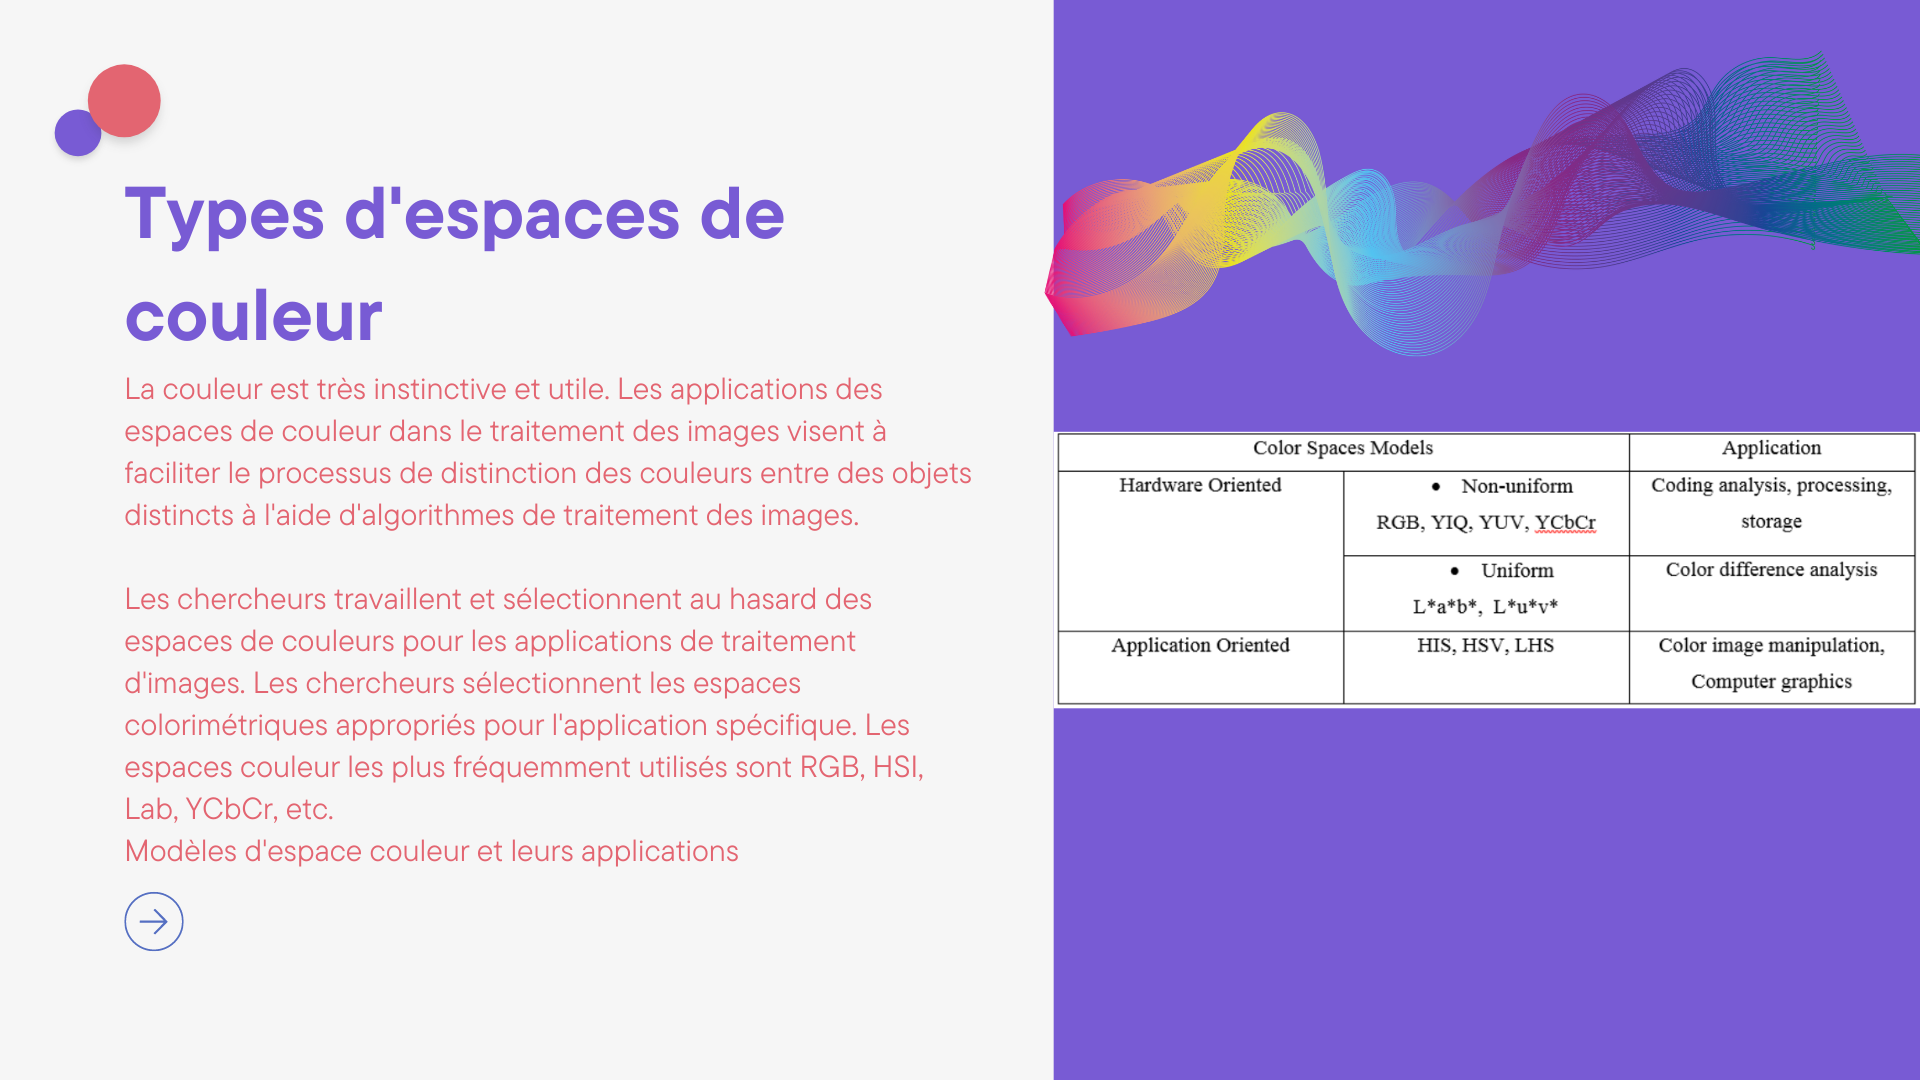 Types d'espaces de
couleur
La couleur est très instinctive et utile. Les applications des
espaces de couleur dans le traitement des images visent à
faciliter le processus de distinction des couleurs entre des objets
distincts à l'aide d'algorithmes de traitement des images.
Les chercheurs travaillent et sélectionnent au hasard des
espaces de couleurs pour les applications de traitement
d'images. Les chercheurs sélectionnent les espaces
colorimétriques appropriés pour l'application spécifique. Les
espaces couleur les plus fréquemment utilisés sont RGB, HSI,
Lab, YCbCr, etc.
Modèles d'espace couleur et leurs applications
Color Spaces Models
Application
Hardware Oriented
• Non-uniform
RGB, YIQ, YUV, YCbCr
Coding analysis, processing,
storage
• Uniform
L*a*b*, L*u*v*
Color difference analysis
Application Oriented
HIS, HSV, LHS
Color image manipulation,
Computer graphics